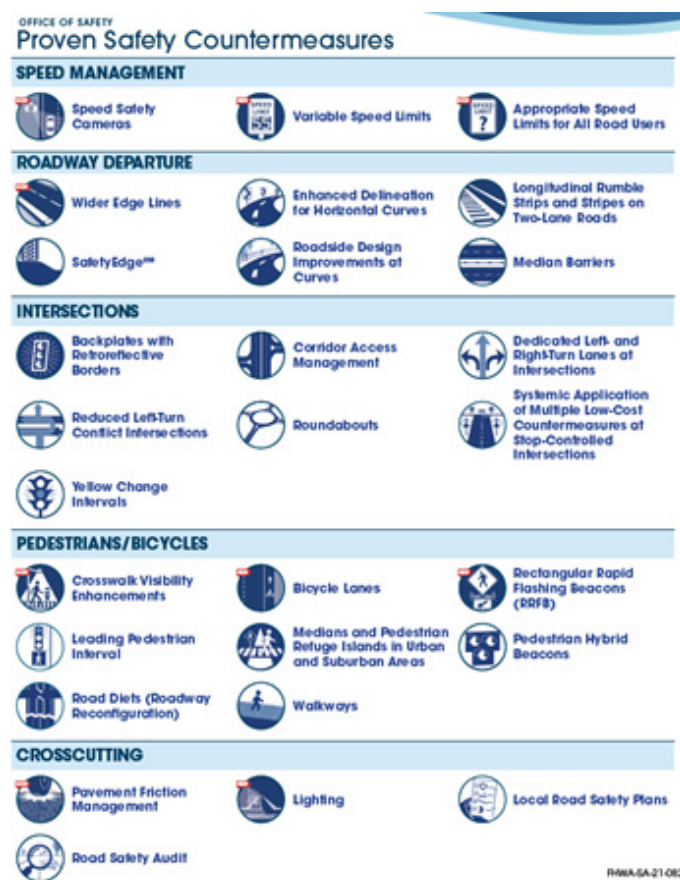 OFFICE OF SAFETY
Proven Safety Countermeasures
SPEED MANAGEMENT
Speed Safety
Cameras
Variable Speed Limits
Appropriate Speed
Limits for All Road Users
ROADWAY DEPARTURE
Wider Edge Lines
Enhanced Delineation
for Horizontal Curves
Longitudinal Rumble
Strips and Stripes on
Two-Lane Roads
SafetyEdge℠
Roadside Design
Improvements at
Curves
Median Barriers
INTERSECTIONS
Backplates with
Retroreflective
Borders
Corridor Access
Management
Dedicated Left- and
Right-Turn Lanes at
Intersections
Reduced Left-Turn
Conflict Intersections
Roundabouts
Systemic Application
of Multiple Low-Cost
Countermeasures at
Stop-Controlled
Intersections
Yellow Change
Intervals
PEDESTRIANS/BICYCLES
Crosswalk Visibility
Enhancements
Bicycle Lanes
Rectangular Rapid
Flashing Beacons
(RRFB)
Leading Pedestrian
Interval
Medians and Pedestrian
Refuge Islands in Urban
and Suburban Areas
Pedestrian Hybrid
Beacons
Road Diets (Roadway
Reconfiguration)
Walkways
CROSSCUTTING
Pavement Friction
Management
Lighting
Local Road Safety Plans
Road Safety Audit